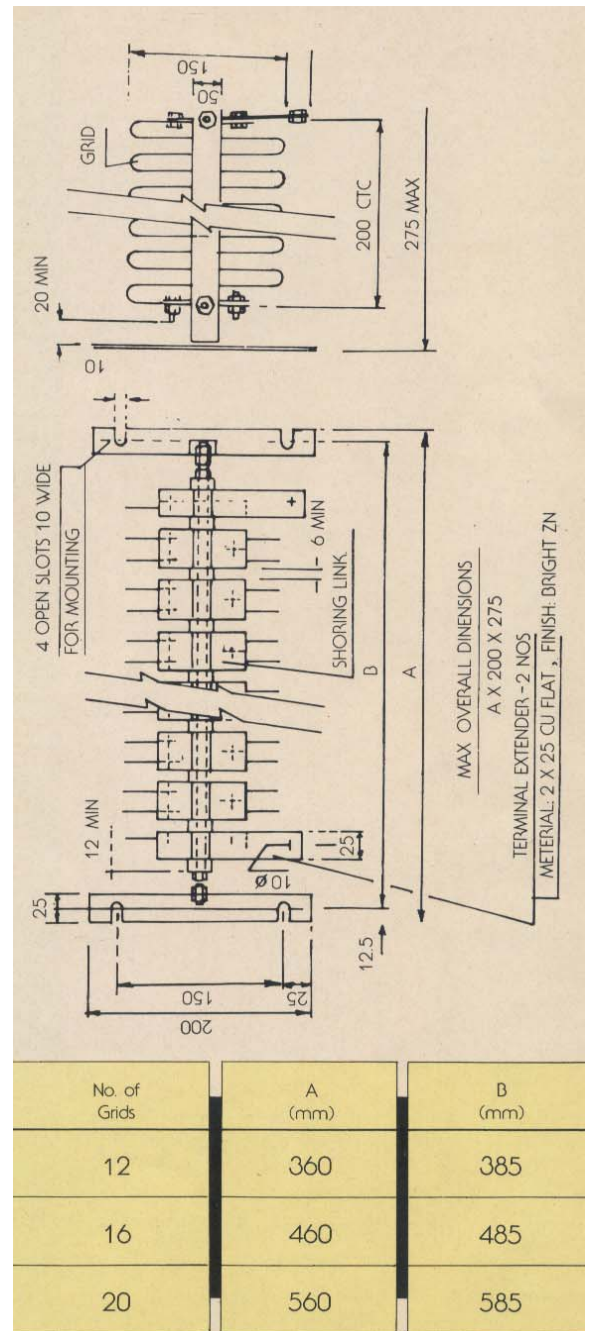 150
50
GRID
200 CTC
275 MAX
20 MIN
10
4 OPEN SLOTS 10 WIDE
FOR MOUNTING
6 MIN
SHORING LINK
B
A
MAX OVERALL DINENSIONS
A X 200 X 275
TERMINAL EXTENDER - 2 NOS
METERIAL: 2 X 25 CU FLAT , FINISH: BRIGHT ZN
12 MIN
25
10 Ø
25
12.5
150
25
200
No. of A B
Grids (mm) (mm)
12 360 385
16 460 485
20 560 585